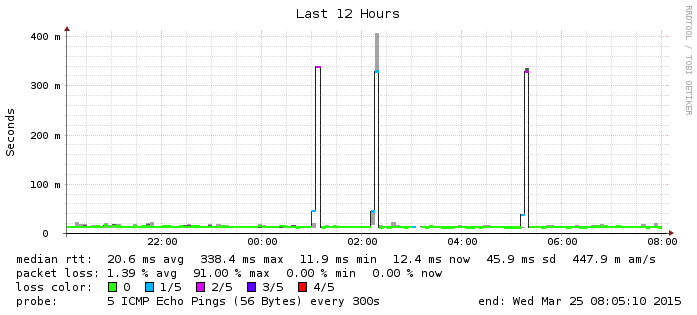 Last 12 Hours
RRDTOOL / TOBI OETIKER
Seconds
400 m
300 m
200 m
100 m
0
22:00 00:00 02:00 04:00 06:00 08:00
median rtt: 20.6 ms avg 338.4 ms max 11.9 ms min 12.4 ms now 45.9 ms sd 447.9 m am/s
packet loss: 1.39 % avg 91.00 % max 0.00 % min 0.00 % now
loss color: 0 1/5 2/5 3/5 4/5
probe: 5 ICMP Echo Pings (56 Bytes) every 300s end: Wed Mar 25 08:05:10 2015